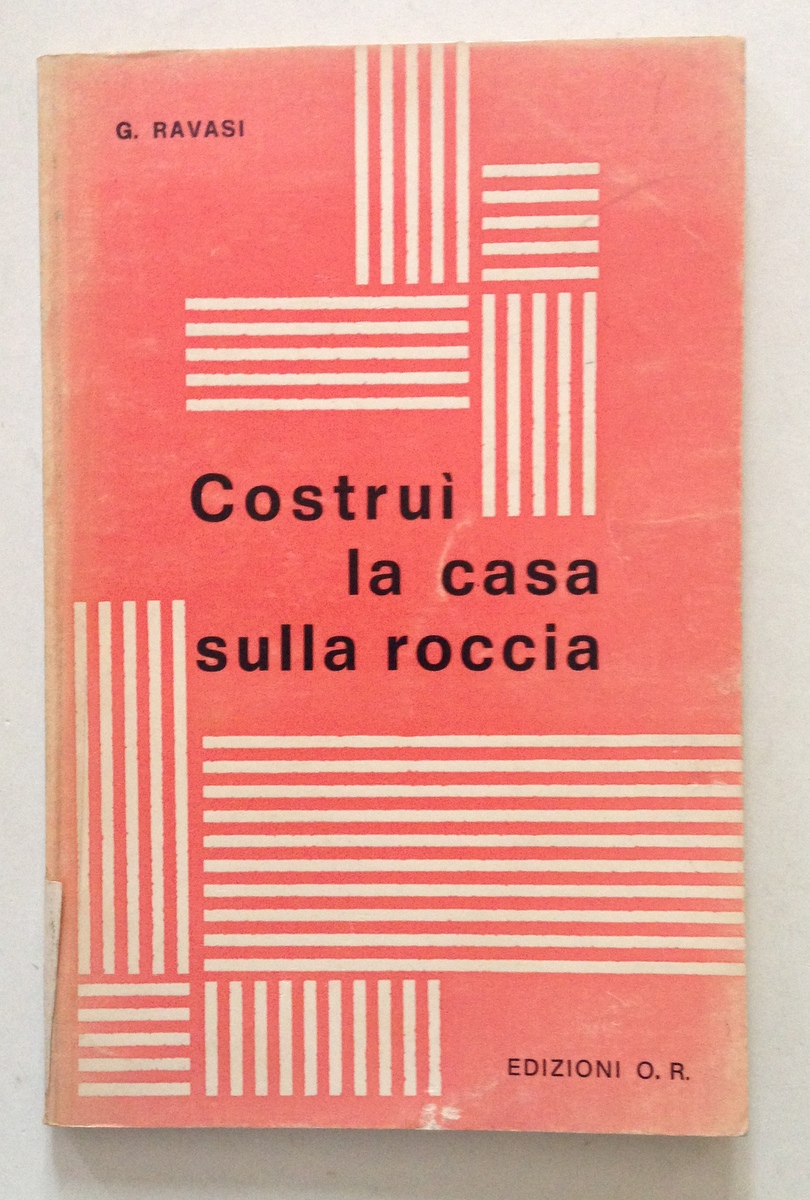 G. RAVASI
Costruì
la casa
sulla roccia
EDIZIONI O. R.